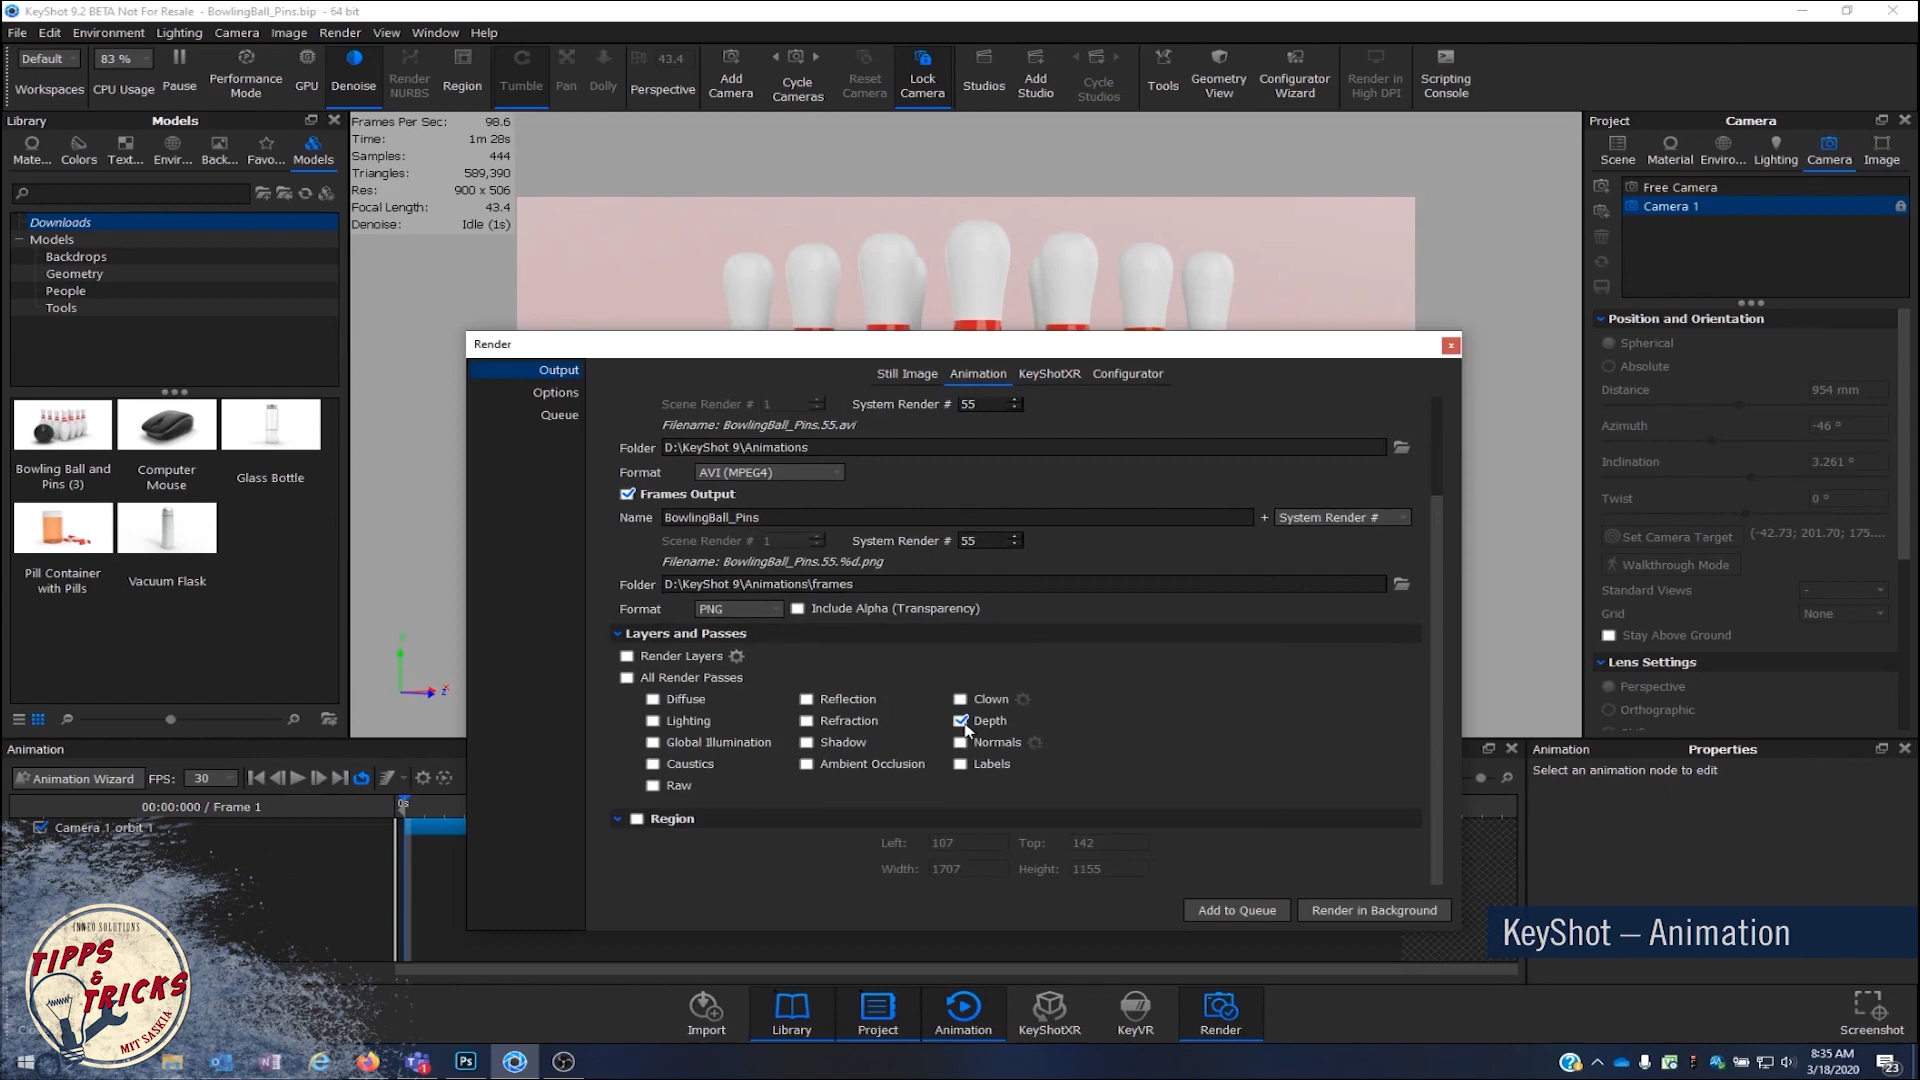 KeyShot 9.2 BETA Not For Resale - BowlingBall_Pins.bip - 64 bit
File Edit Environment Lighting Camera Image Render View Window Help
Default 83 % 43.4
Workspaces CPU Usage Pause Performance Mode GPU Denoise Render NURBS Region Tumble Pan Dolly Perspective Add Camera Cycle Cameras Reset Camera Lock Camera Studios Add Studio Cycle Studios Tools Geometry View Configurator Wizard Render in High DPI Scripting Console
Library Models
Mate... Colors Text... Envir... Back... Favo... Models
Downloads
Models
Backdrops
Geometry
People
Tools
Bowling Ball and Pins (3)
Computer Mouse
Glass Bottle
Pill Container with Pills
Vacuum Flask
Frames Per Sec: 98.6
Time: 1m 28s
Samples: 444
Triangles: 589,390
Res: 900 x 506
Focal Length: 43.4
Denoise: Idle (1s)
Render
Output
Options
Queue
Still Image Animation KeyShotXR Configurator
Scene Render # 1 System Render # 55
Filename: BowlingBall_Pins.55.avi
Folder D:\KeyShot 9\Animations
Format AVI (MPEG4)
Frames Output
Name BowlingBall_Pins + System Render #
Scene Render # 1 System Render # 55
Filename: BowlingBall_Pins.55.%d.png
Folder D:\KeyShot 9\Animations\frames
Format PNG Include Alpha (Transparency)
Layers and Passes
Render Layers
All Render Passes
Diffuse Reflection Clown
Lighting Refraction Depth
Global Illumination Shadow Normals
Caustics Ambient Occlusion Labels
Raw
Region
Left: 107 Top: 142
Width: 1707 Height: 1155
Add to Queue Render in Background
Project Camera
Scene Material Enviro... Lighting Camera Image
Free Camera
Camera 1
Position and Orientation
Spherical
Absolute
Distance 954 mm
Azimuth -46 °
Inclination 3.261 °
Twist 0 °
Set Camera Target (-42.73; 201.70; 175....
Walkthrough Mode
Standard Views -
Grid None
Stay Above Ground
Lens Settings
Perspective
Orthographic
Animation
Animation Wizard FPS: 30
00:00:000 / Frame 1 0s
Camera 1 orbit 1
Animation Properties
Select an animation node to edit
KeyShot – Animation
INNEO SOLUTIONS
TIPPS
&
TRICKS
MIT SASKIA
Import Library Project Animation KeyShotXR KeyVR Render Screenshot
Ps
8:35 AM
3/18/2020
23